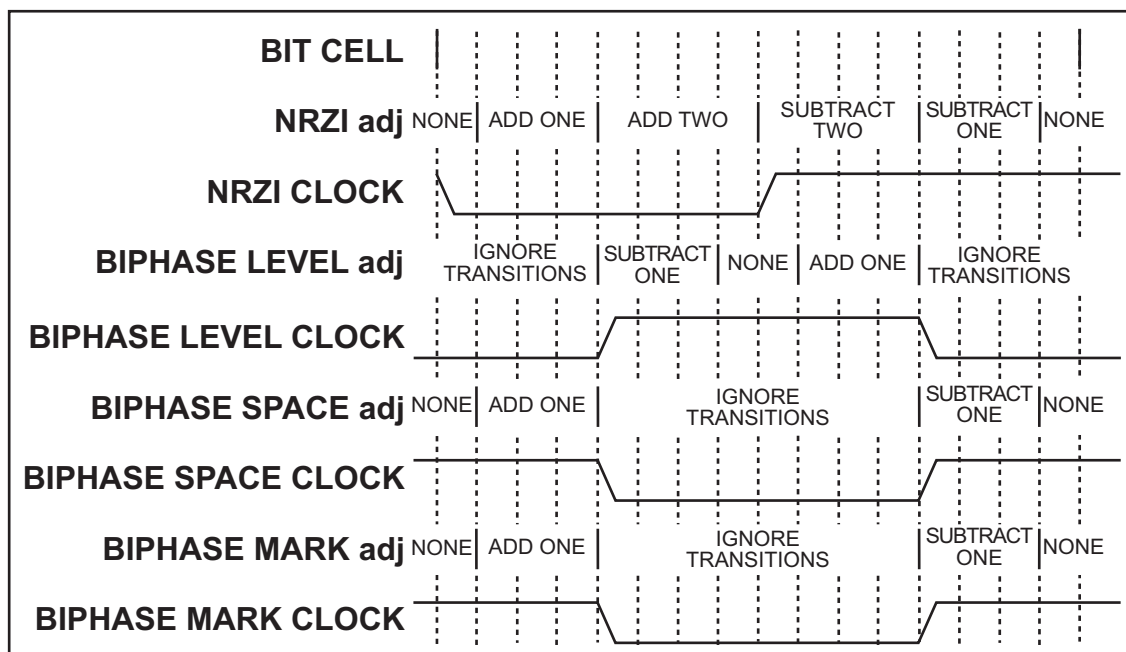 BIT CELL
NRZI adj NONE ADD ONE ADD TWO SUBTRACT TWO SUBTRACT ONE NONE
NRZI CLOCK
BIPHASE LEVEL adj IGNORE TRANSITIONS SUBTRACT ONE NONE ADD ONE IGNORE TRANSITIONS
BIPHASE LEVEL CLOCK
BIPHASE SPACE adj NONE ADD ONE IGNORE TRANSITIONS SUBTRACT ONE NONE
BIPHASE SPACE CLOCK
BIPHASE MARK adj NONE ADD ONE IGNORE TRANSITIONS SUBTRACT ONE NONE
BIPHASE MARK CLOCK